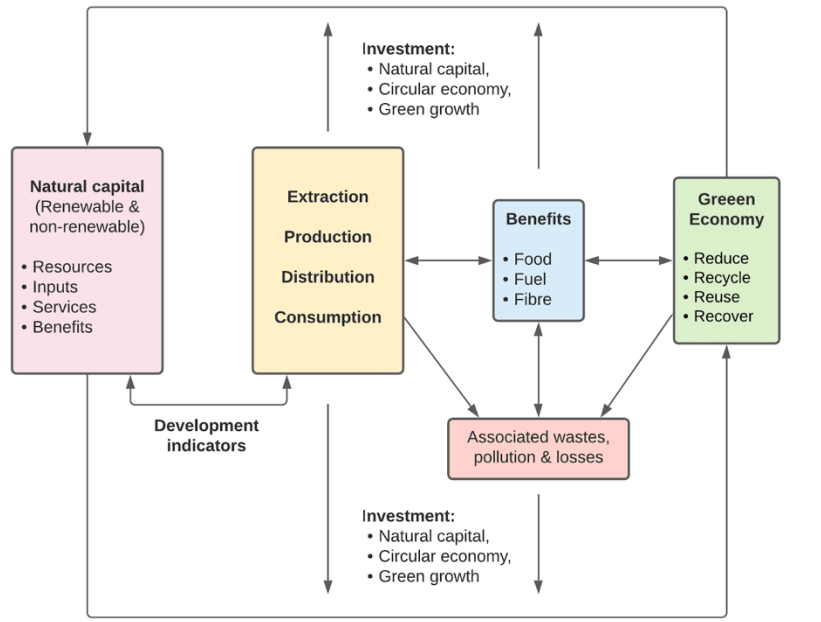 Investment:
• Natural capital,
• Circular economy,
• Green growth
Natural capital
(Renewable &
non-renewable)
• Resources
• Inputs
• Services
• Benefits
Extraction
Production
Distribution
Consumption
Benefits
• Food
• Fuel
• Fibre
Greeen
Economy
• Reduce
• Recycle
• Reuse
• Recover
Development
indicators
Associated wastes,
pollution & losses
Investment:
• Natural capital,
• Circular economy,
• Green growth